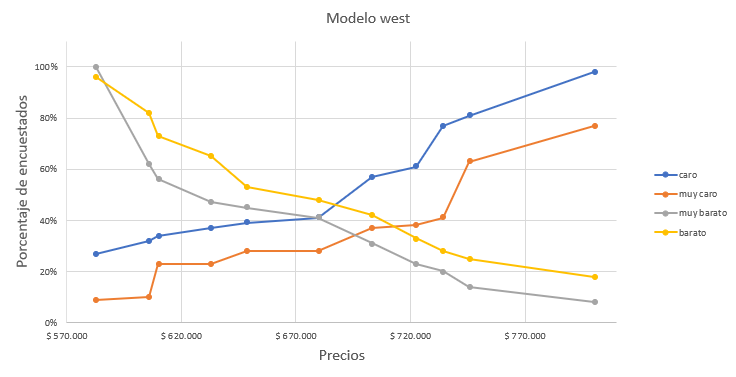 Modelo west
Porcentaje de encuestados
100%
80%
60%
40%
20%
0%
$ 570.000
$ 620.000
$ 670.000
$ 720.000
$ 770.000
Precios
caro
muy caro
muy barato
barato